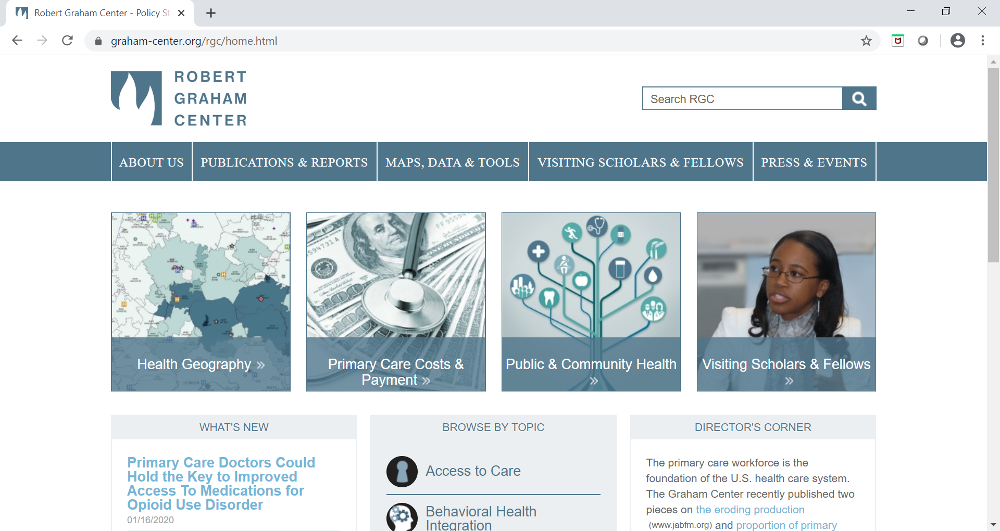 Robert Graham Center - Policy St
graham-center.org/rgc/home.html
ROBERT
GRAHAM
CENTER
Search RGC
ABOUT US
PUBLICATIONS & REPORTS
MAPS, DATA & TOOLS
VISITING SCHOLARS & FELLOWS
PRESS & EVENTS
Health Geography »
Primary Care Costs &
Payment »
Public & Community Health
»
Visiting Scholars & Fellows
»
WHAT'S NEW
Primary Care Doctors Could
Hold the Key to Improved
Access To Medications for
Opioid Use Disorder
01/16/2020
BROWSE BY TOPIC
Access to Care
Behavioral Health
Integration
DIRECTOR'S CORNER
The primary care workforce is the
foundation of the U.S. health care system.
The Graham Center recently published two
pieces on the eroding production
(www.jabfm.org) and proportion of primary